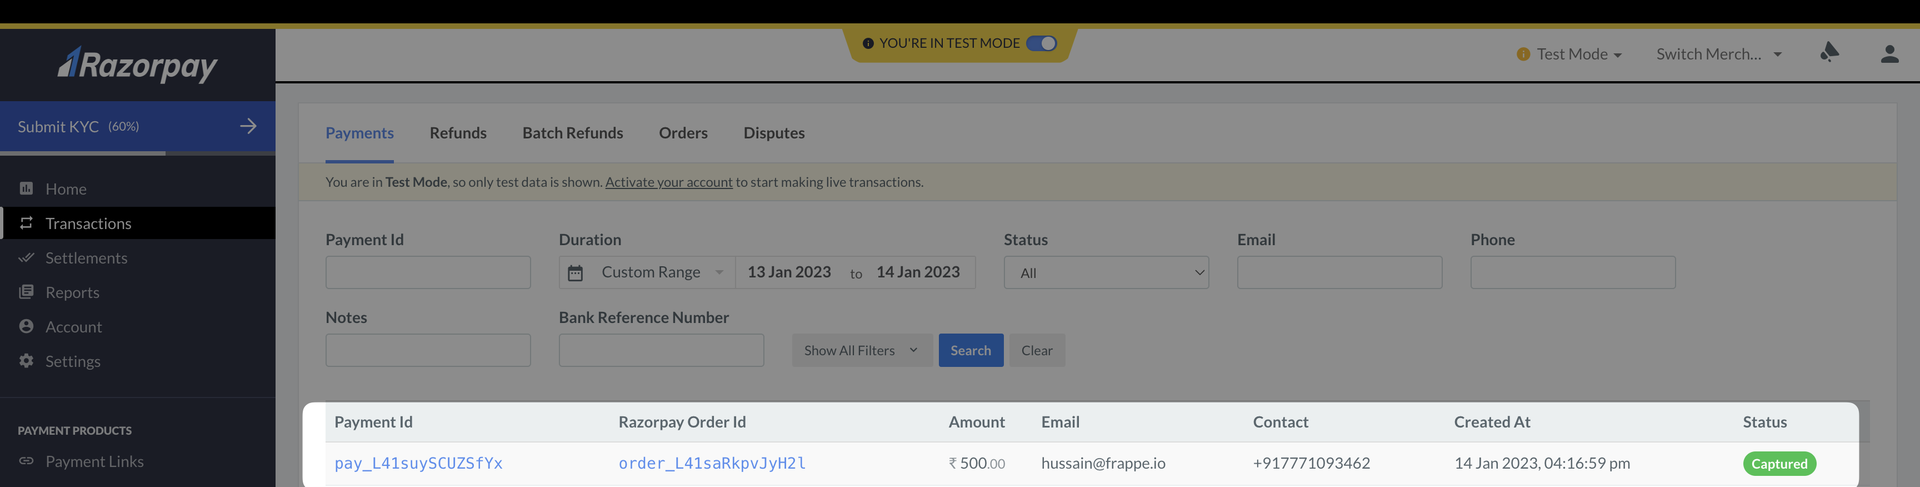 YOU'RE IN TEST MODE
Razorpay
Test Mode
Switch Merch...
Submit KYC (60%)
Home
Transactions
Settlements
Reports
Account
Settings
PAYMENT PRODUCTS
Payment Links
Payments Refunds Batch Refunds Orders Disputes
You are in Test Mode, so only test data is shown. Activate your account to start making live transactions.
Payment Id Duration Status Email Phone
Custom Range 13 Jan 2023 to 14 Jan 2023 All
Notes Bank Reference Number
Show All Filters Search Clear
Payment Id Razorpay Order Id Amount Email Contact Created At Status
pay_L41suySCUZSfYx order_L41saRkpvJyH2l ₹ 500.00 hussain@frappe.io +917771093462 14 Jan 2023, 04:16:59 pm Captured